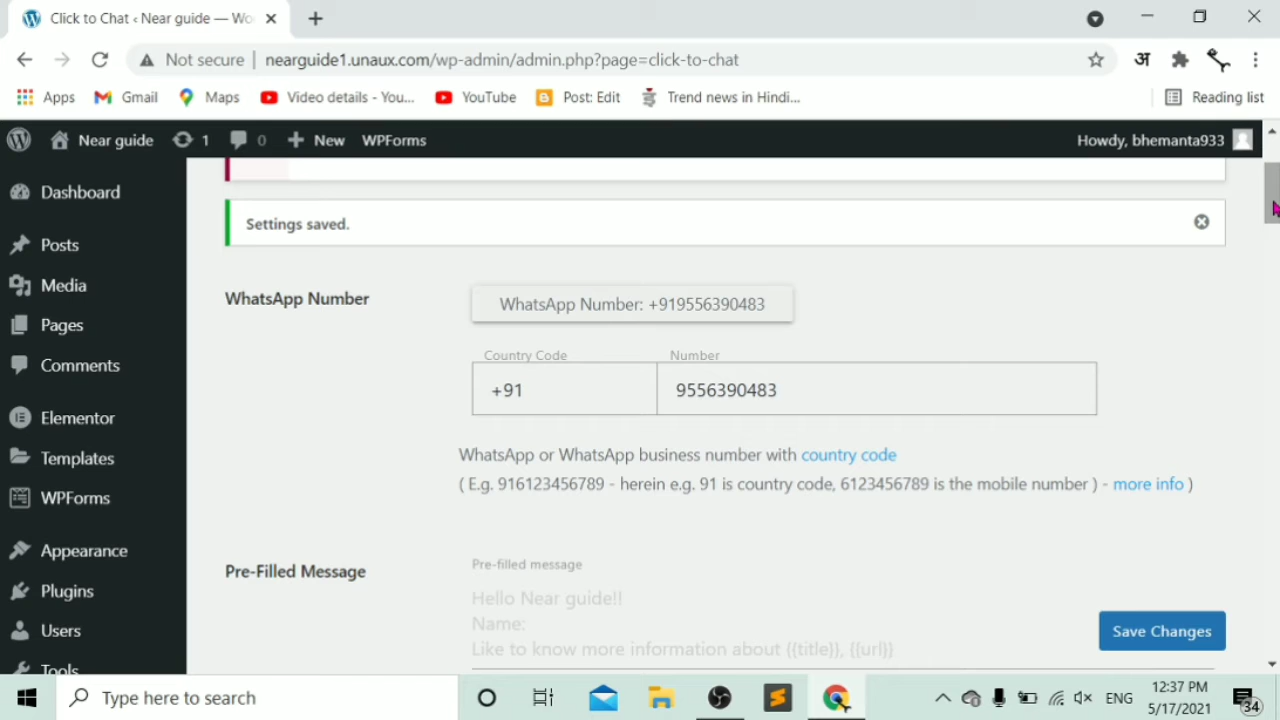 Click to Chat ‹ Near guide — Wo
Not secure
nearguide1.unaux.com/wp-admin/admin.php?page=click-to-chat
अ
Apps
Gmail
Maps
Video details - You...
YouTube
Post: Edit
Trend news in Hindi...
Reading list
Near guide
1
0
New
WPForms
Howdy, bhemanta933
Dashboard
Posts
Media
Pages
Comments
Elementor
Templates
WPForms
Appearance
Plugins
Users
Tools
Settings saved.
WhatsApp Number
WhatsApp Number: +919556390483
Country Code
Number
+91
9556390483
WhatsApp or WhatsApp business number with country code
( E.g. 916123456789 - herein e.g. 91 is country code, 6123456789 is the mobile number ) - more info )
Pre-Filled Message
Pre-filled message
Hello Near guide!!
Name:
Like to know more information about {{title}}, {{url}}
Save Changes
Type here to search
ENG
12:37 PM
5/17/2021
34